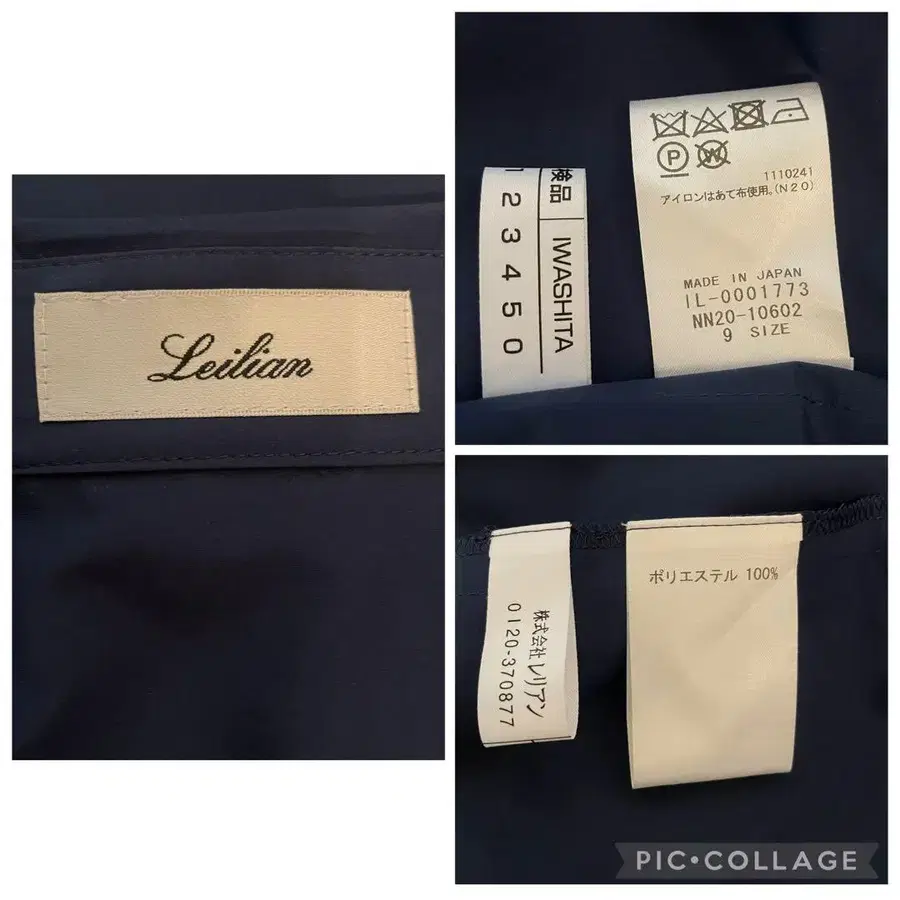 Leilian
検品
IWASHITA
1 2 3 4 5 0
P
W
1110241
アイロンはあて布使用。(N20)
MADE IN JAPAN
IL-0001773
NN20-10602
9 SIZE
株式会社レリアン
0120-370877
ポリエステル 100%
PIC•COLLAGE